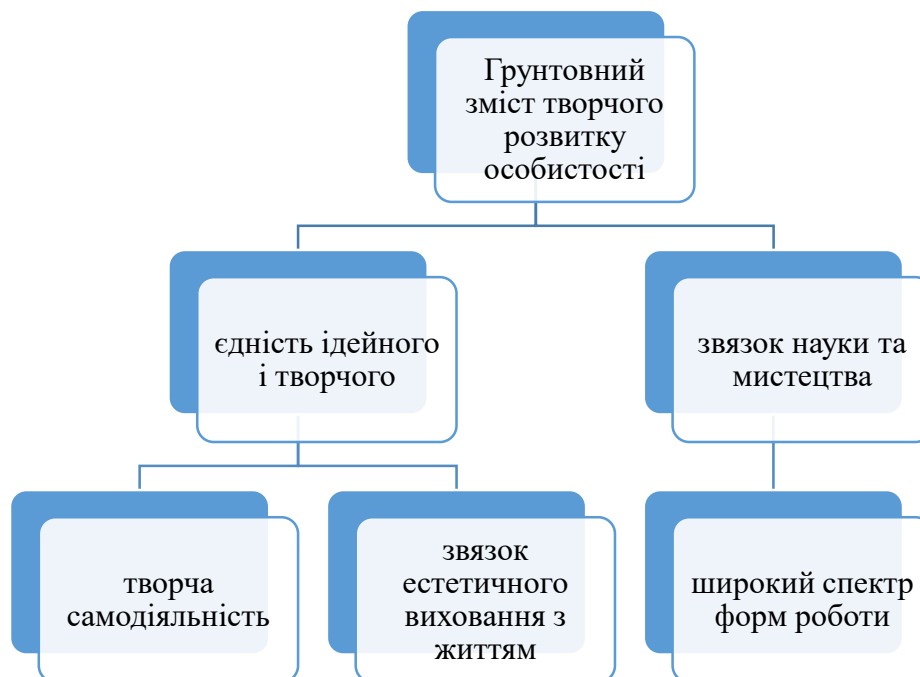 Грунтовний
зміст творчого
розвитку
особистості
єдність ідейного
і творчого
звязок науки та
мистецтва
творча
самодіяльність
звязок
естетичного
виховання з
життям
широкий спектр
форм роботи